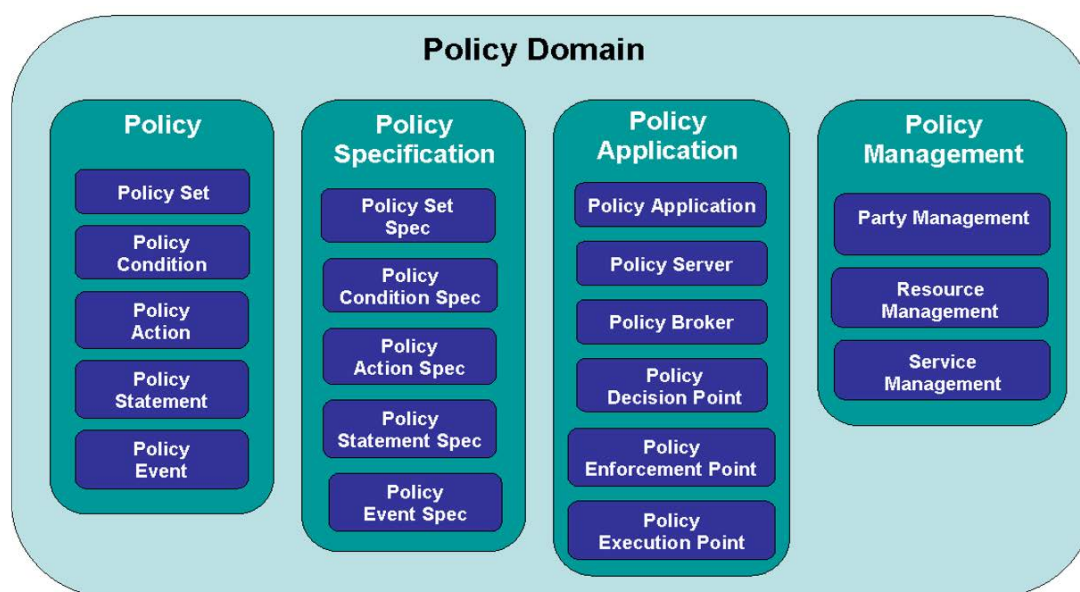 Policy Domain
Policy
Policy Set
Policy
Condition
Policy
Action
Policy
Statement
Policy
Event
Policy
Specification
Policy Set
Spec
Policy
Condition Spec
Policy
Action Spec
Policy
Statement Spec
Policy
Event Spec
Policy
Application
Policy Application
Policy Server
Policy Broker
Policy
Decision Point
Policy
Enforcement Point
Policy
Execution Point
Policy
Management
Party Management
Resource
Management
Service
Management